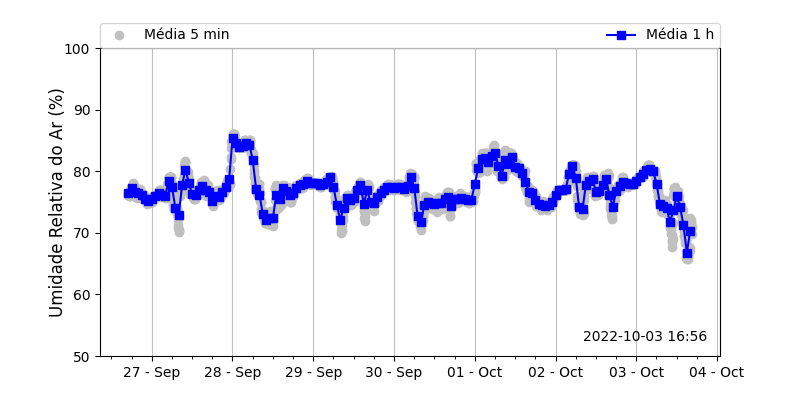 Média 5 min Média 1 h
Umidade Relativa do Ar (%)
100
90
80
70
60
50
2022-10-03 16:56
27 - Sep 28 - Sep 29 - Sep 30 - Sep 01 - Oct 02 - Oct 03 - Oct 04 - Oct